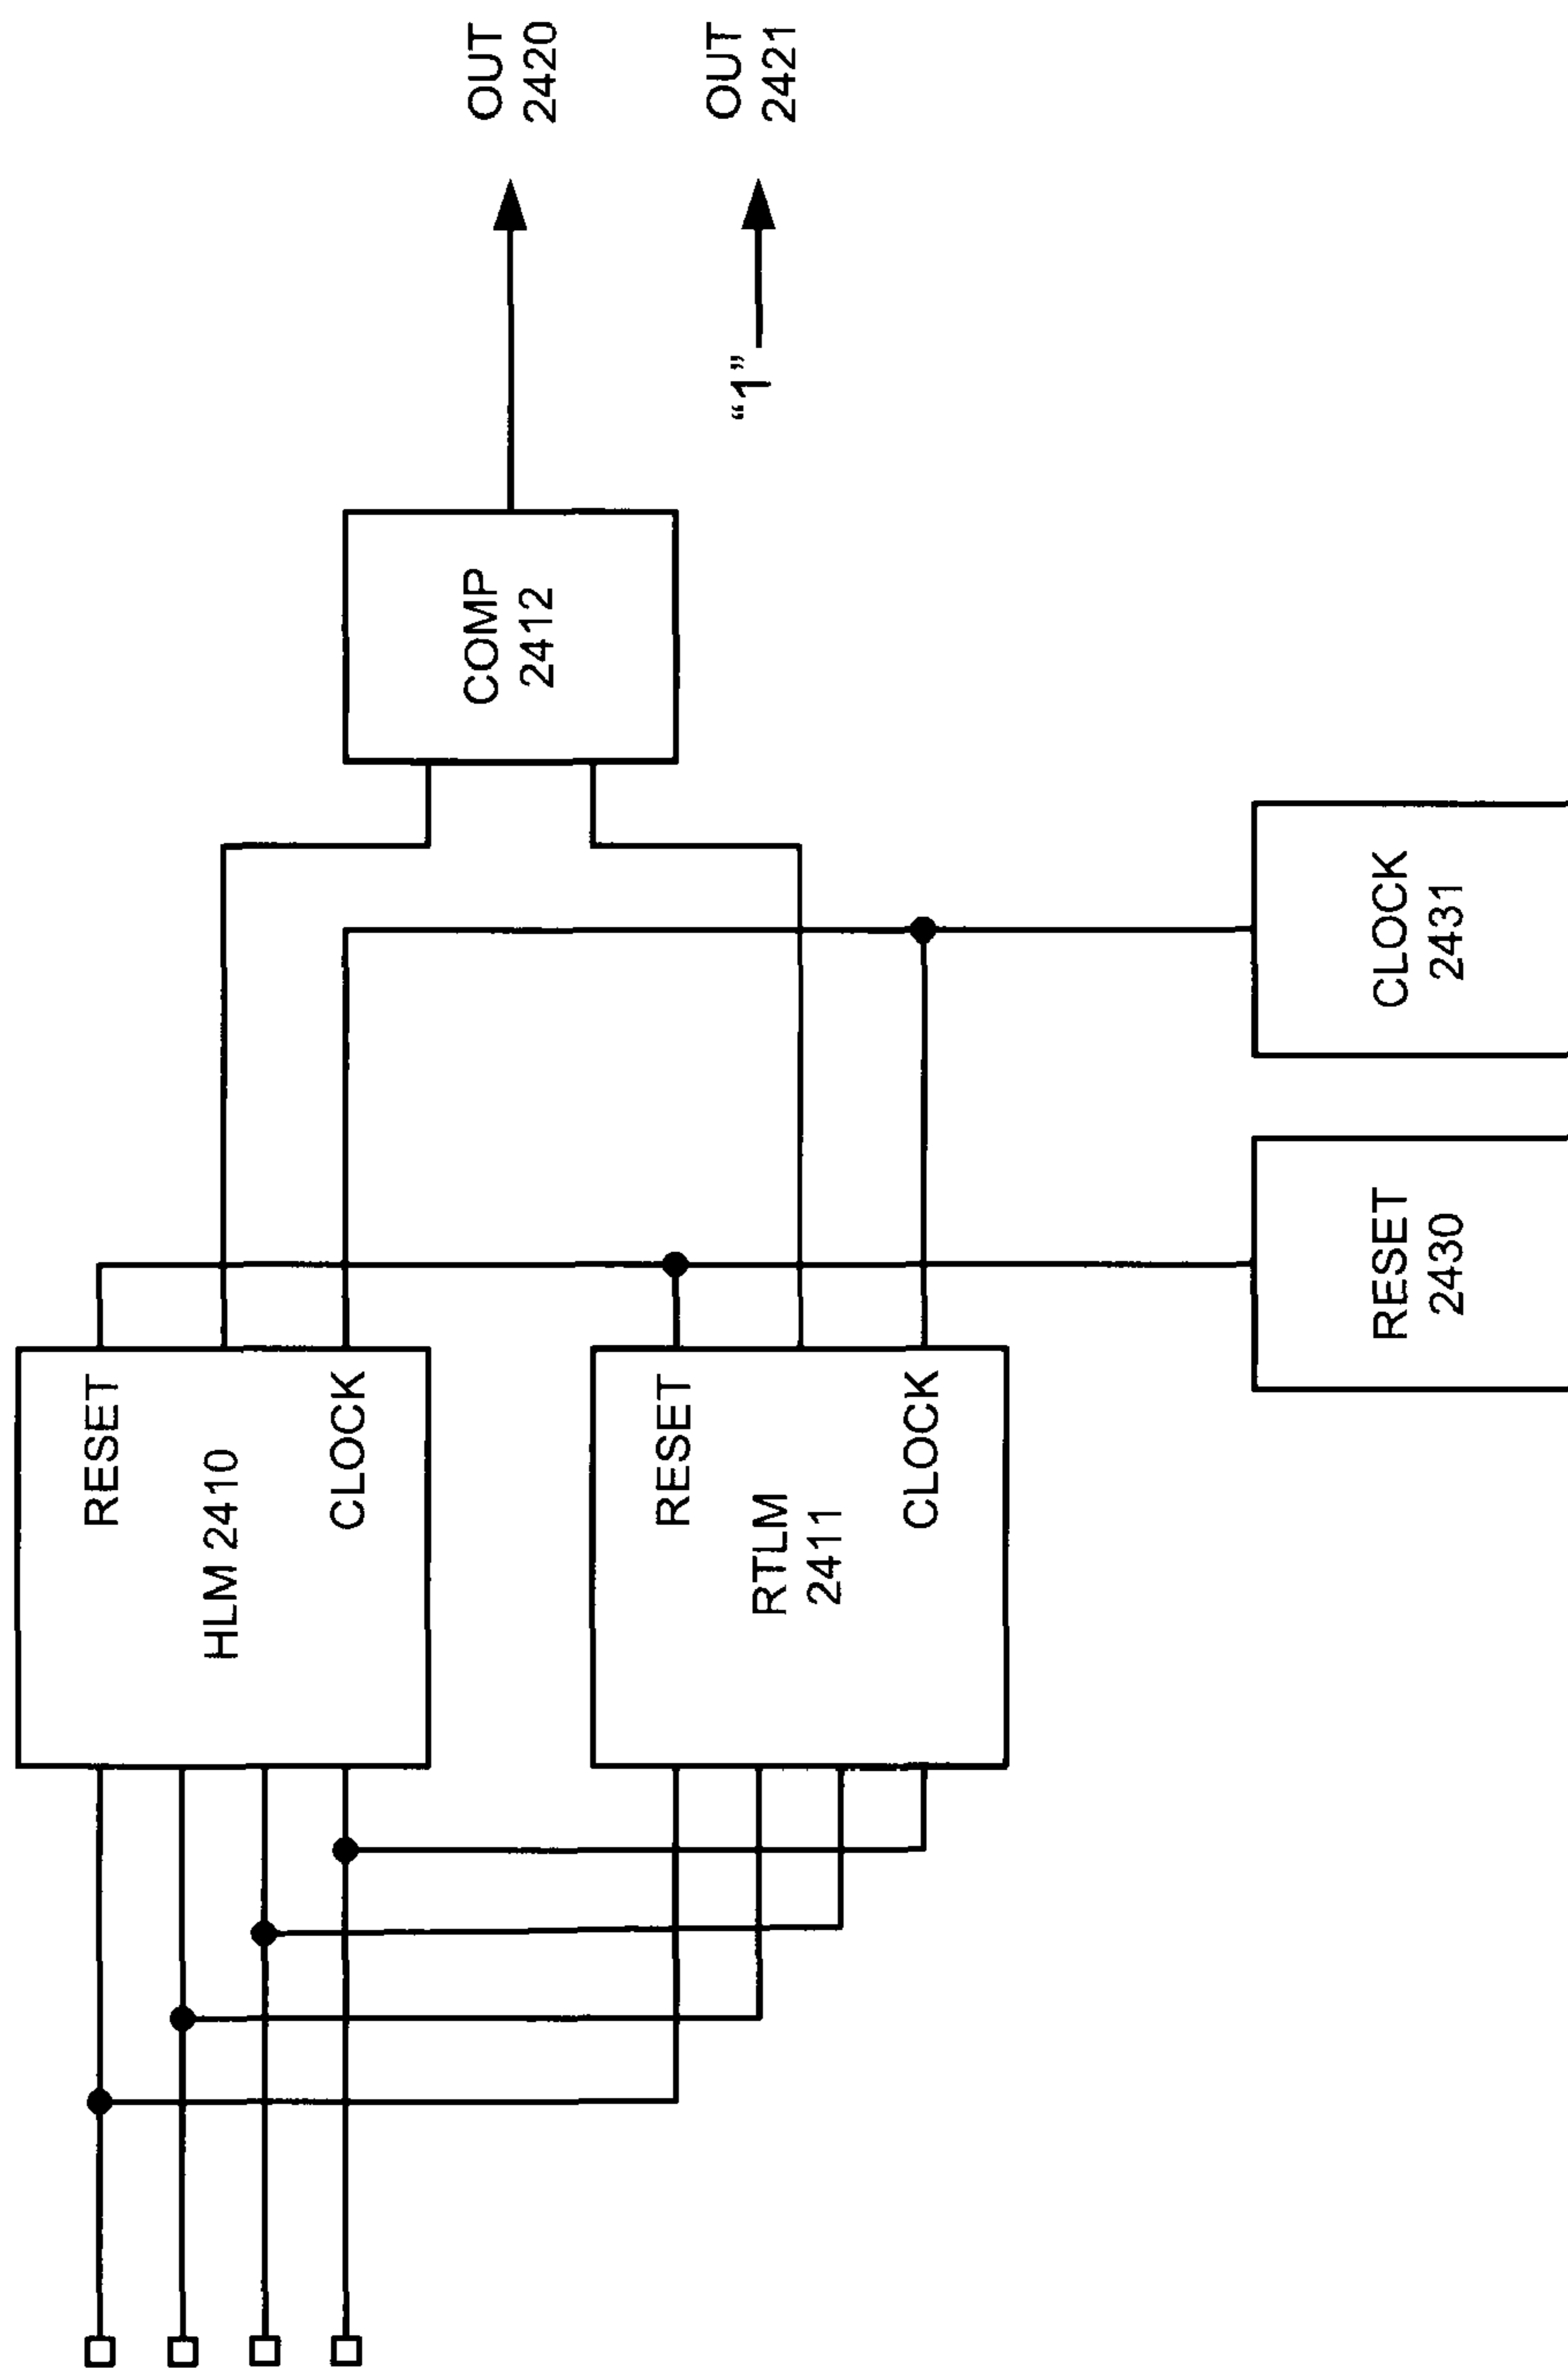 RESET
HLM 2410
CLOCK
RESET
RTLM
2411
CLOCK
COMP
2412
OUT
2420
"1"
OUT
2421
RESET
2430
CLOCK
2431